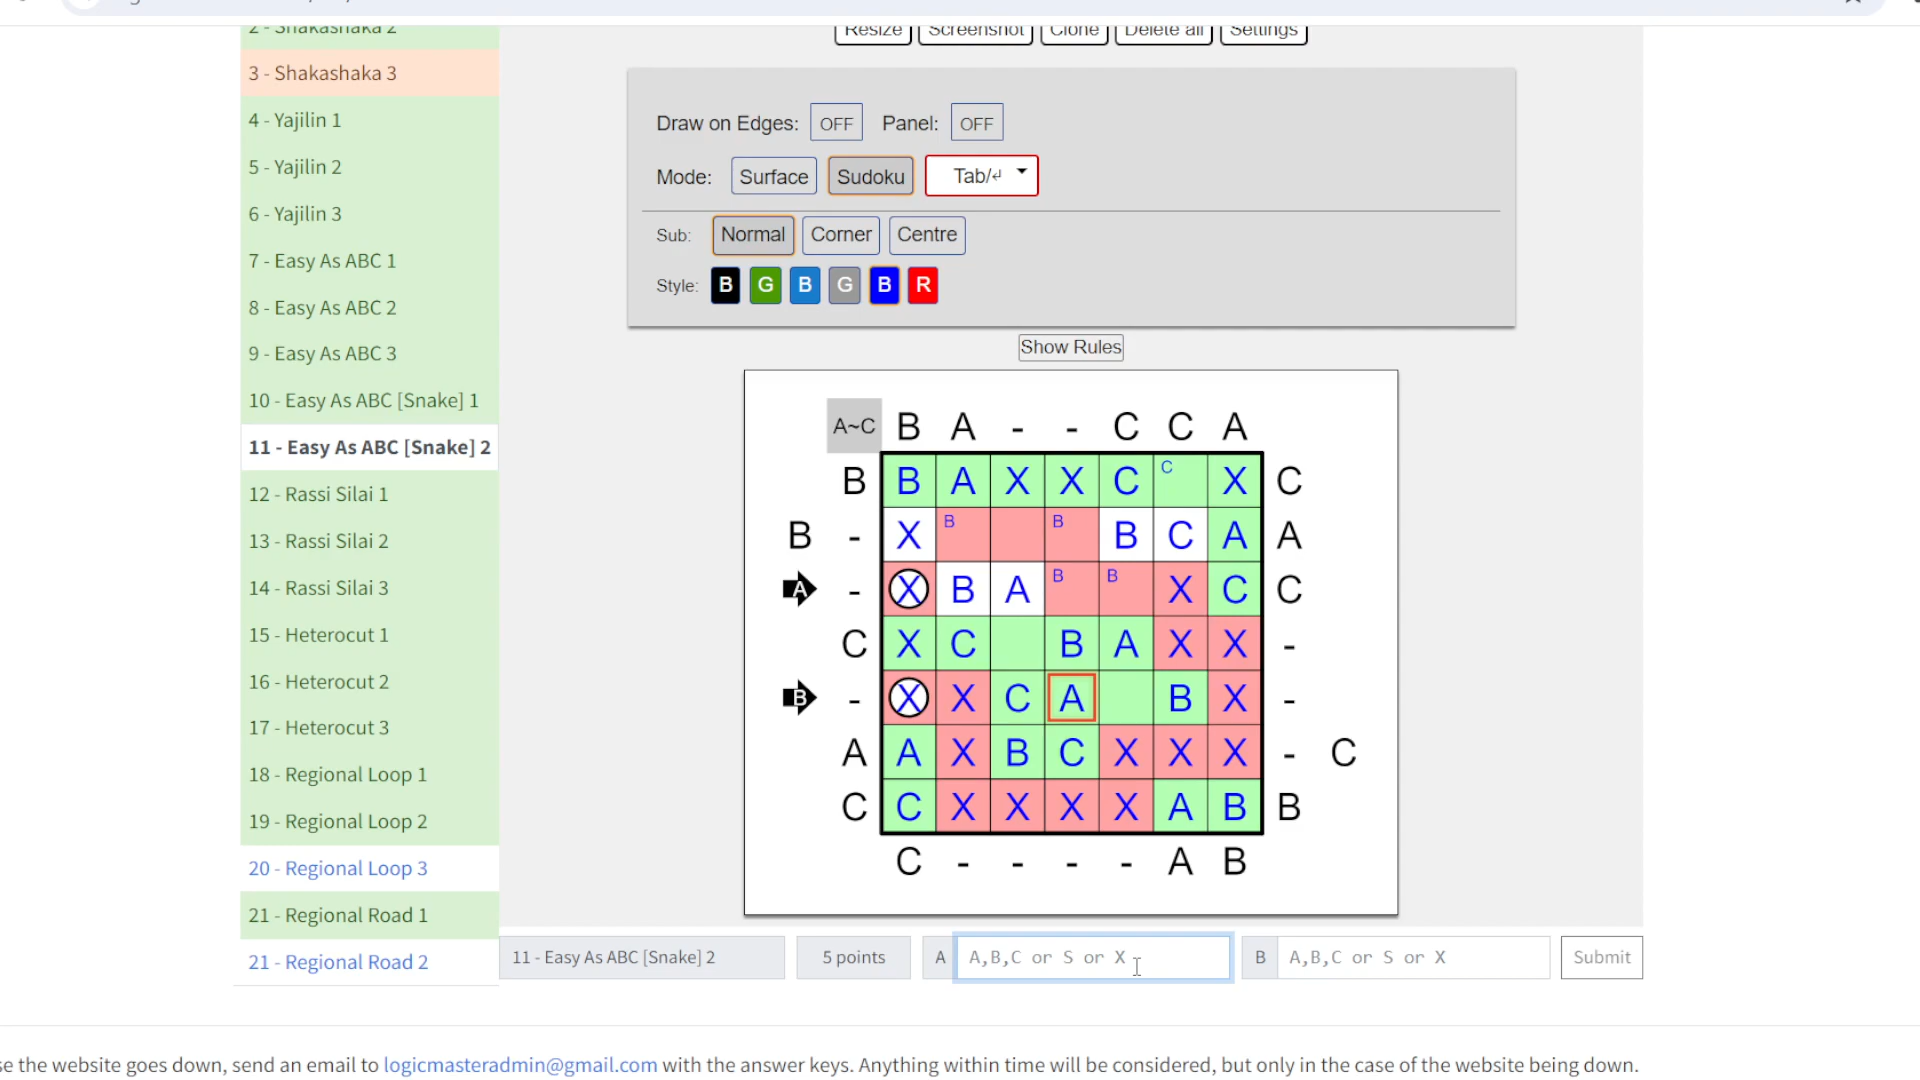 2 - Shakashaka 2
3 - Shakashaka 3
4 - Yajilin 1
5 - Yajilin 2
6 - Yajilin 3
7 - Easy As ABC 1
8 - Easy As ABC 2
9 - Easy As ABC 3
10 - Easy As ABC [Snake] 1
11 - Easy As ABC [Snake] 2
12 - Rassi Silai 1
13 - Rassi Silai 2
14 - Rassi Silai 3
15 - Heterocut 1
16 - Heterocut 2
17 - Heterocut 3
18 - Regional Loop 1
19 - Regional Loop 2
20 - Regional Loop 3
21 - Regional Road 1
21 - Regional Road 2
Resize Screenshot Clone Delete all Settings
Draw on Edges: OFF Panel: OFF
Mode: Surface Sudoku Tab/↵
Sub: Normal Corner Centre
Style: B G B G B R
Show Rules
A~C B A - - C C A
B B A X X C C X C
B - X B B B C A A
A - X B A B B X C C
C X C B A X X -
B - X X C A B X -
A A X B C X X X - C
C C X X X X A B B
C - - - - A B
11 - Easy As ABC [Snake] 2 5 points A A,B,C or S or X B A,B,C or S or X Submit
se the website goes down, send an email to logicmasteradmin@gmail.com with the answer keys. Anything within time will be considered, but only in the case of the website being down.